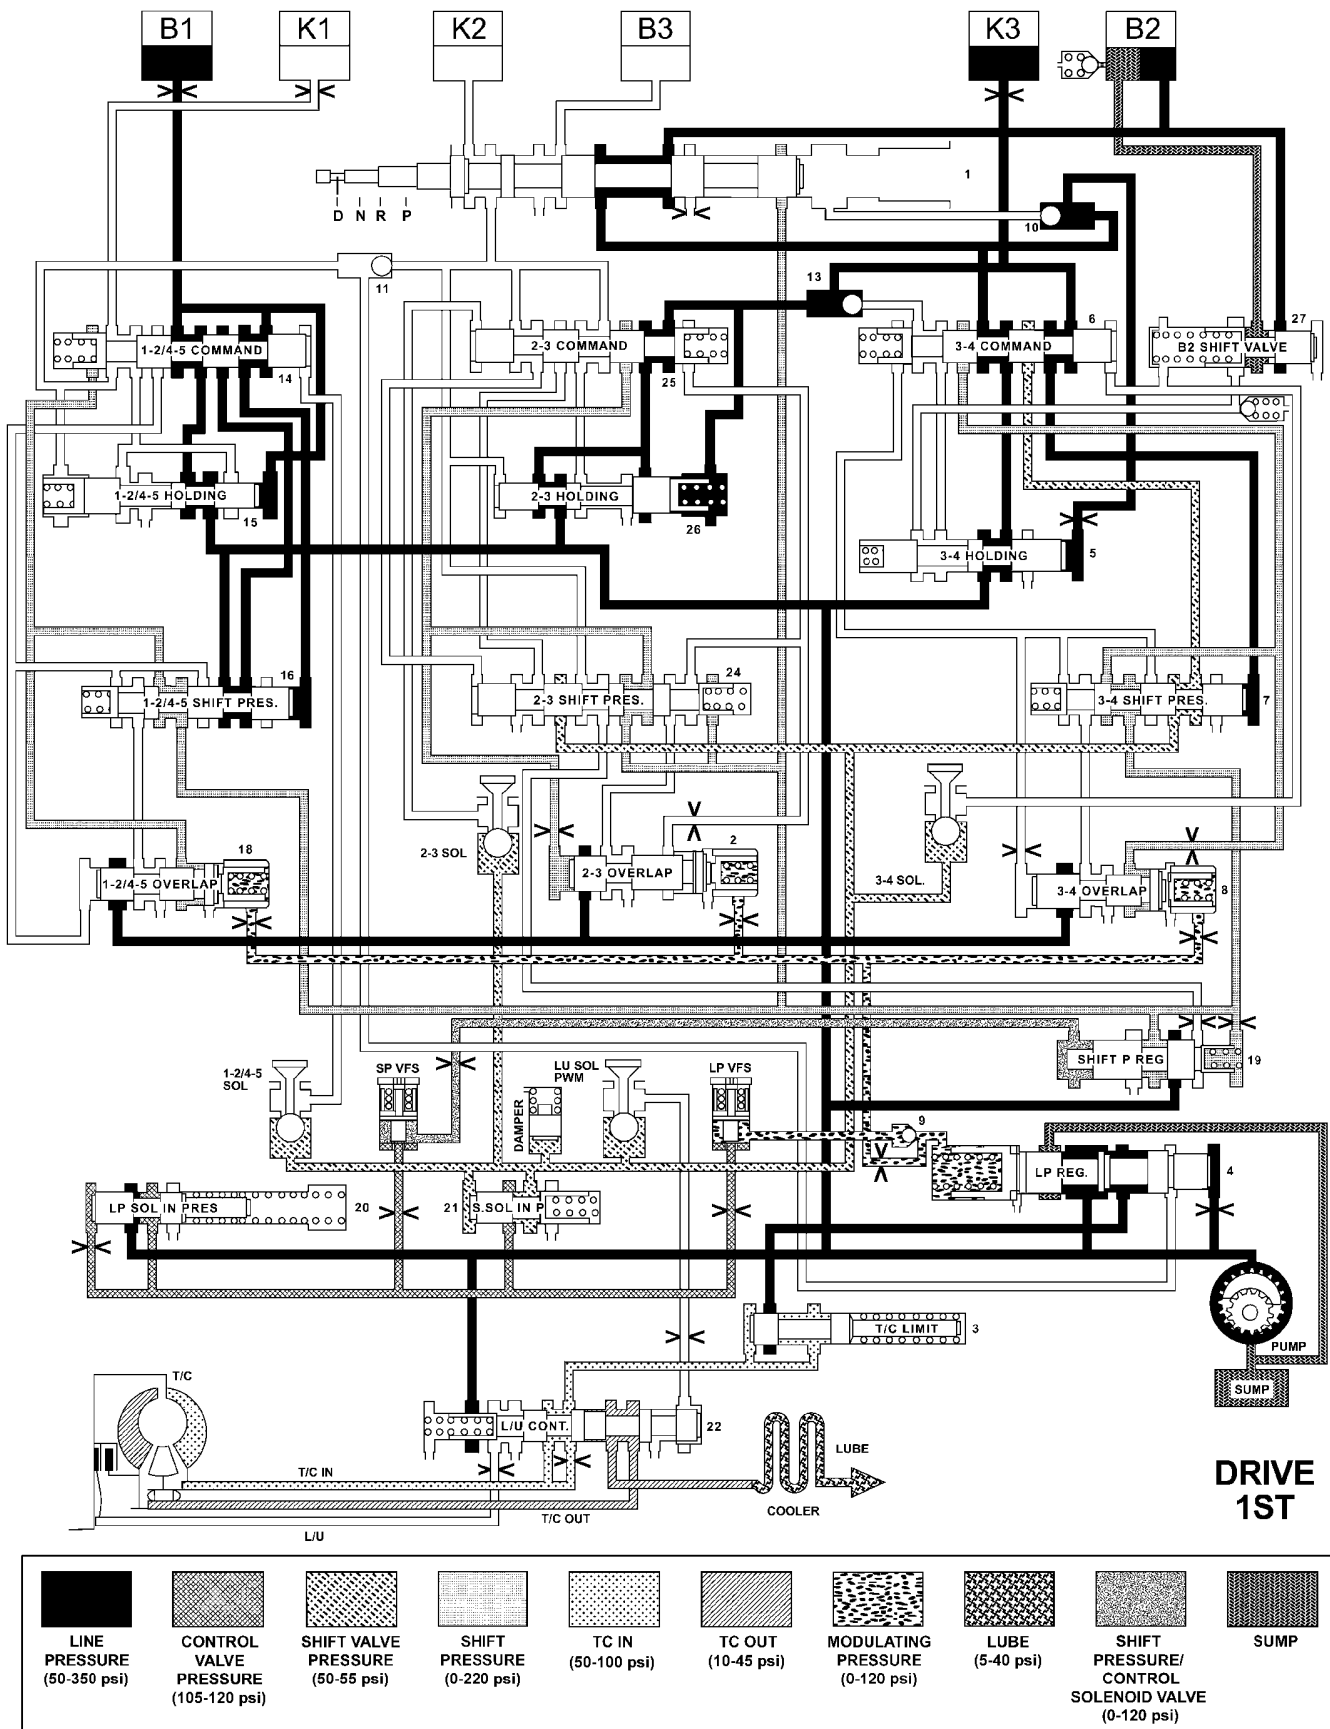 B1
K1
K2
B3
K3
B2
1
D N R P
10
11
13
6
27
1-2/4-5 COMMAND
2-3 COMMAND
3-4 COMMAND
B2 SHIFT VALVE
14
25
1-2/4-5 HOLDING
2-3 HOLDING
15
26
3-4 HOLDING
5
16
24
1-2/4-5 SHIFT PRES.
2-3 SHIFT PRES.
3-4 SHIFT PRES.
7
18
2-3 SOL
2
3-4 SOL.
1-2/4-5 OVERLAP
2-3 OVERLAP
3-4 OVERLAP
8
SHIFT P REG
19
1-2/4-5
SOL
SP VFS
LU SOL
PWM
LP VFS
DAMPER
9
LP REG.
4
LP SOL IN PRES
20
21
S.SOL IN P
T/C LIMIT
3
PUMP
SUMP
T/C
L/U CONT.
22
LUBE
T/C IN
COOLER
T/C OUT
L/U
DRIVE
1ST
LINE
PRESSURE
(50-350 psi)
CONTROL
VALVE
PRESSURE
(105-120 psi)
SHIFT VALVE
PRESSURE
(50-55 psi)
SHIFT
PRESSURE
(0-220 psi)
TC IN
(50-100 psi)
TC OUT
(10-45 psi)
MODULATING
PRESSURE
(0-120 psi)
LUBE
(5-40 psi)
SHIFT
PRESSURE/
CONTROL
SOLENOID VALVE
(0-120 psi)
SUMP